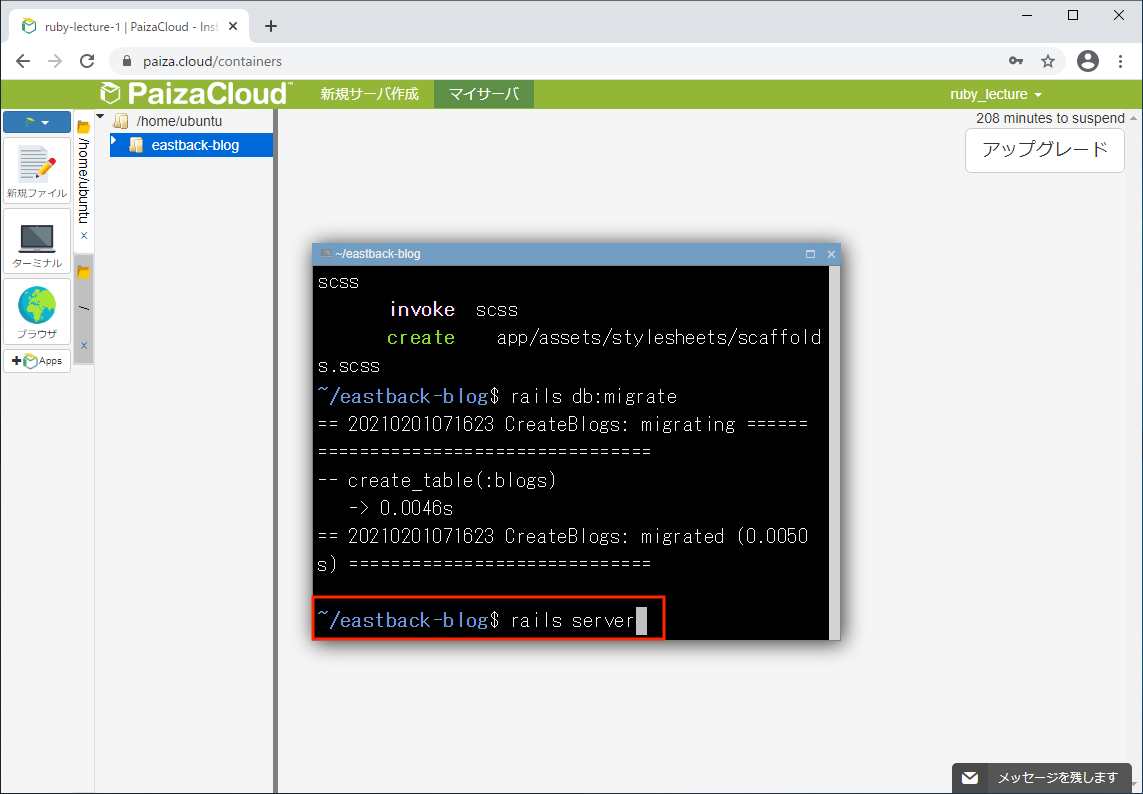 ruby-lecture-1 | PaizaCloud - Inst
paiza.cloud/containers
PaizaCloud™ 新規サーバ作成 マイサーバ ruby_lecture
208 minutes to suspend
アップグレード
新規ファイル
ターミナル
ブラウザ
Apps
/home/ubuntu
x
/
x
/home/ubuntu
eastback-blog
~/eastback-blog
scss
invoke scss
create app/assets/stylesheets/scaffold
s.scss
~/eastback-blog$ rails db:migrate
== 20210201071623 CreateBlogs: migrating ======
================================
-- create_table(:blogs)
-> 0.0046s
== 20210201071623 CreateBlogs: migrated (0.0050
s) =============================
~/eastback-blog$ rails server
メッセージを残します